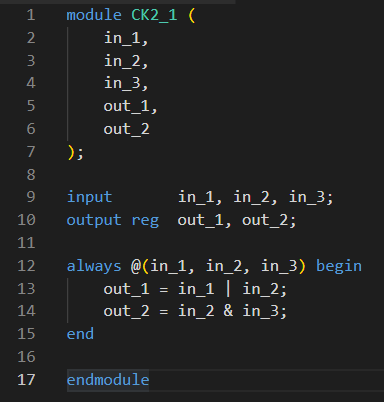 1 module CK2_1 (
2     in_1,
3     in_2,
4     in_3,
5     out_1,
6     out_2
7 );
8
9 input       in_1, in_2, in_3;
10 output reg  out_1, out_2;
11
12 always @(in_1, in_2, in_3) begin
13     out_1 = in_1 | in_2;
14     out_2 = in_2 & in_3;
15 end
16
17 endmodule